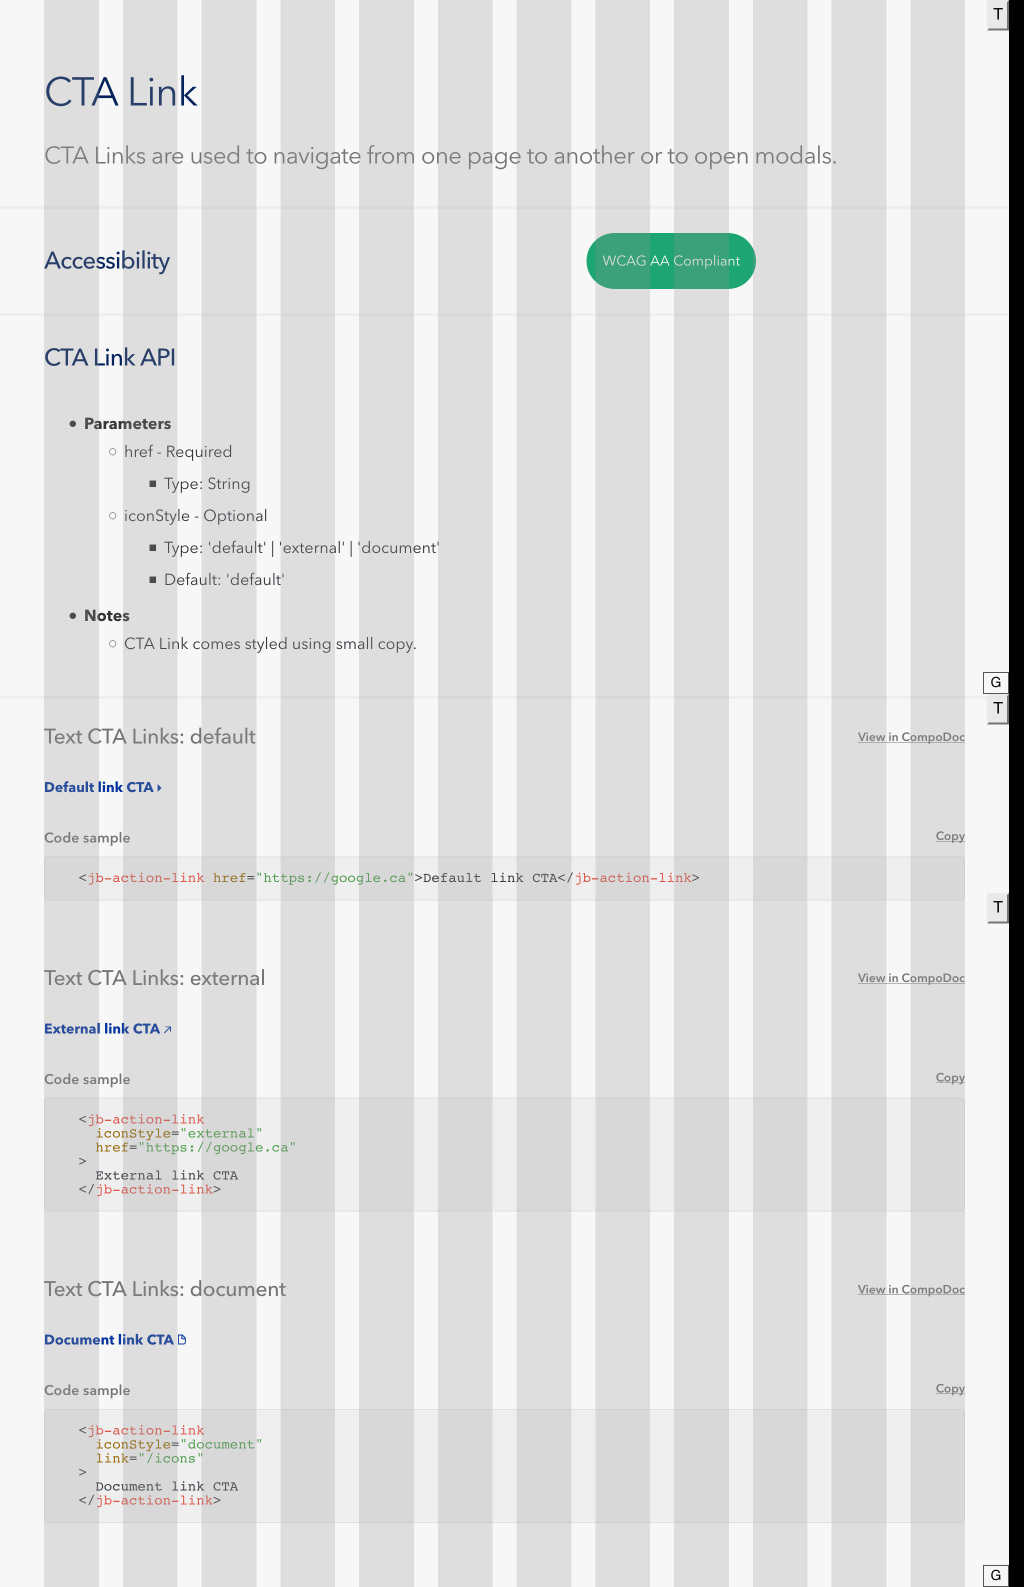 T
CTA Link
CTA Links are used to navigate from one page to another or to open modals.
Accessibility
WCAG AA Compliant
CTA Link API
Parameters
href - Required
Type: String
iconStyle - Optional
Type: 'default' | 'external' | 'document'
Default: 'default'
Notes
CTA Link comes styled using small copy.
G
T
Text CTA Links: default
View in CompoDoc
Default link CTA
Code sample
Copy
<jb-action-link href="https://google.ca">Default link CTA</jb-action-link>
T
Text CTA Links: external
View in CompoDoc
External link CTA
Code sample
Copy
<jb-action-link
iconStyle="external"
href="https://google.ca"
>
External link CTA
</jb-action-link>
Text CTA Links: document
View in CompoDoc
Document link CTA
Code sample
Copy
<jb-action-link
iconStyle="document"
link="/icons"
>
Document link CTA
</jb-action-link>
G